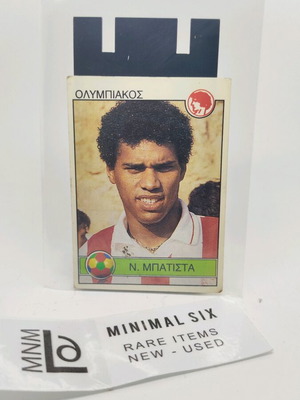 ΟΛΥΜΠΙΑΚΟΣ
Ν. ΜΠΑΤΙΣΤΑ
MNM
MINIMAL SIX
RARE ITEMS
NEW - USED